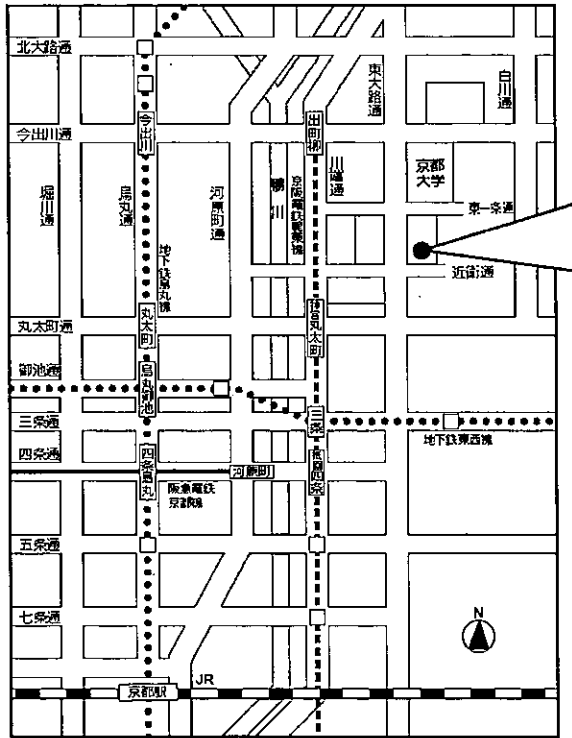 北大路通
今出川通
堀川通
烏丸通
今出川
河原町通
地下鉄烏丸線
鴨川
京阪電鉄鴨東線
出町柳
川端通
東大路通
白川通
京都
大学
東一条通
近衛通
丸太町通
丸太町
神宮丸太町
御池通
烏丸御池
三条通
三条
地下鉄東西線
四条通
四条烏丸
河原町
祇園四条
阪急電鉄
京都線
五条通
七条通
N
JR
京都駅